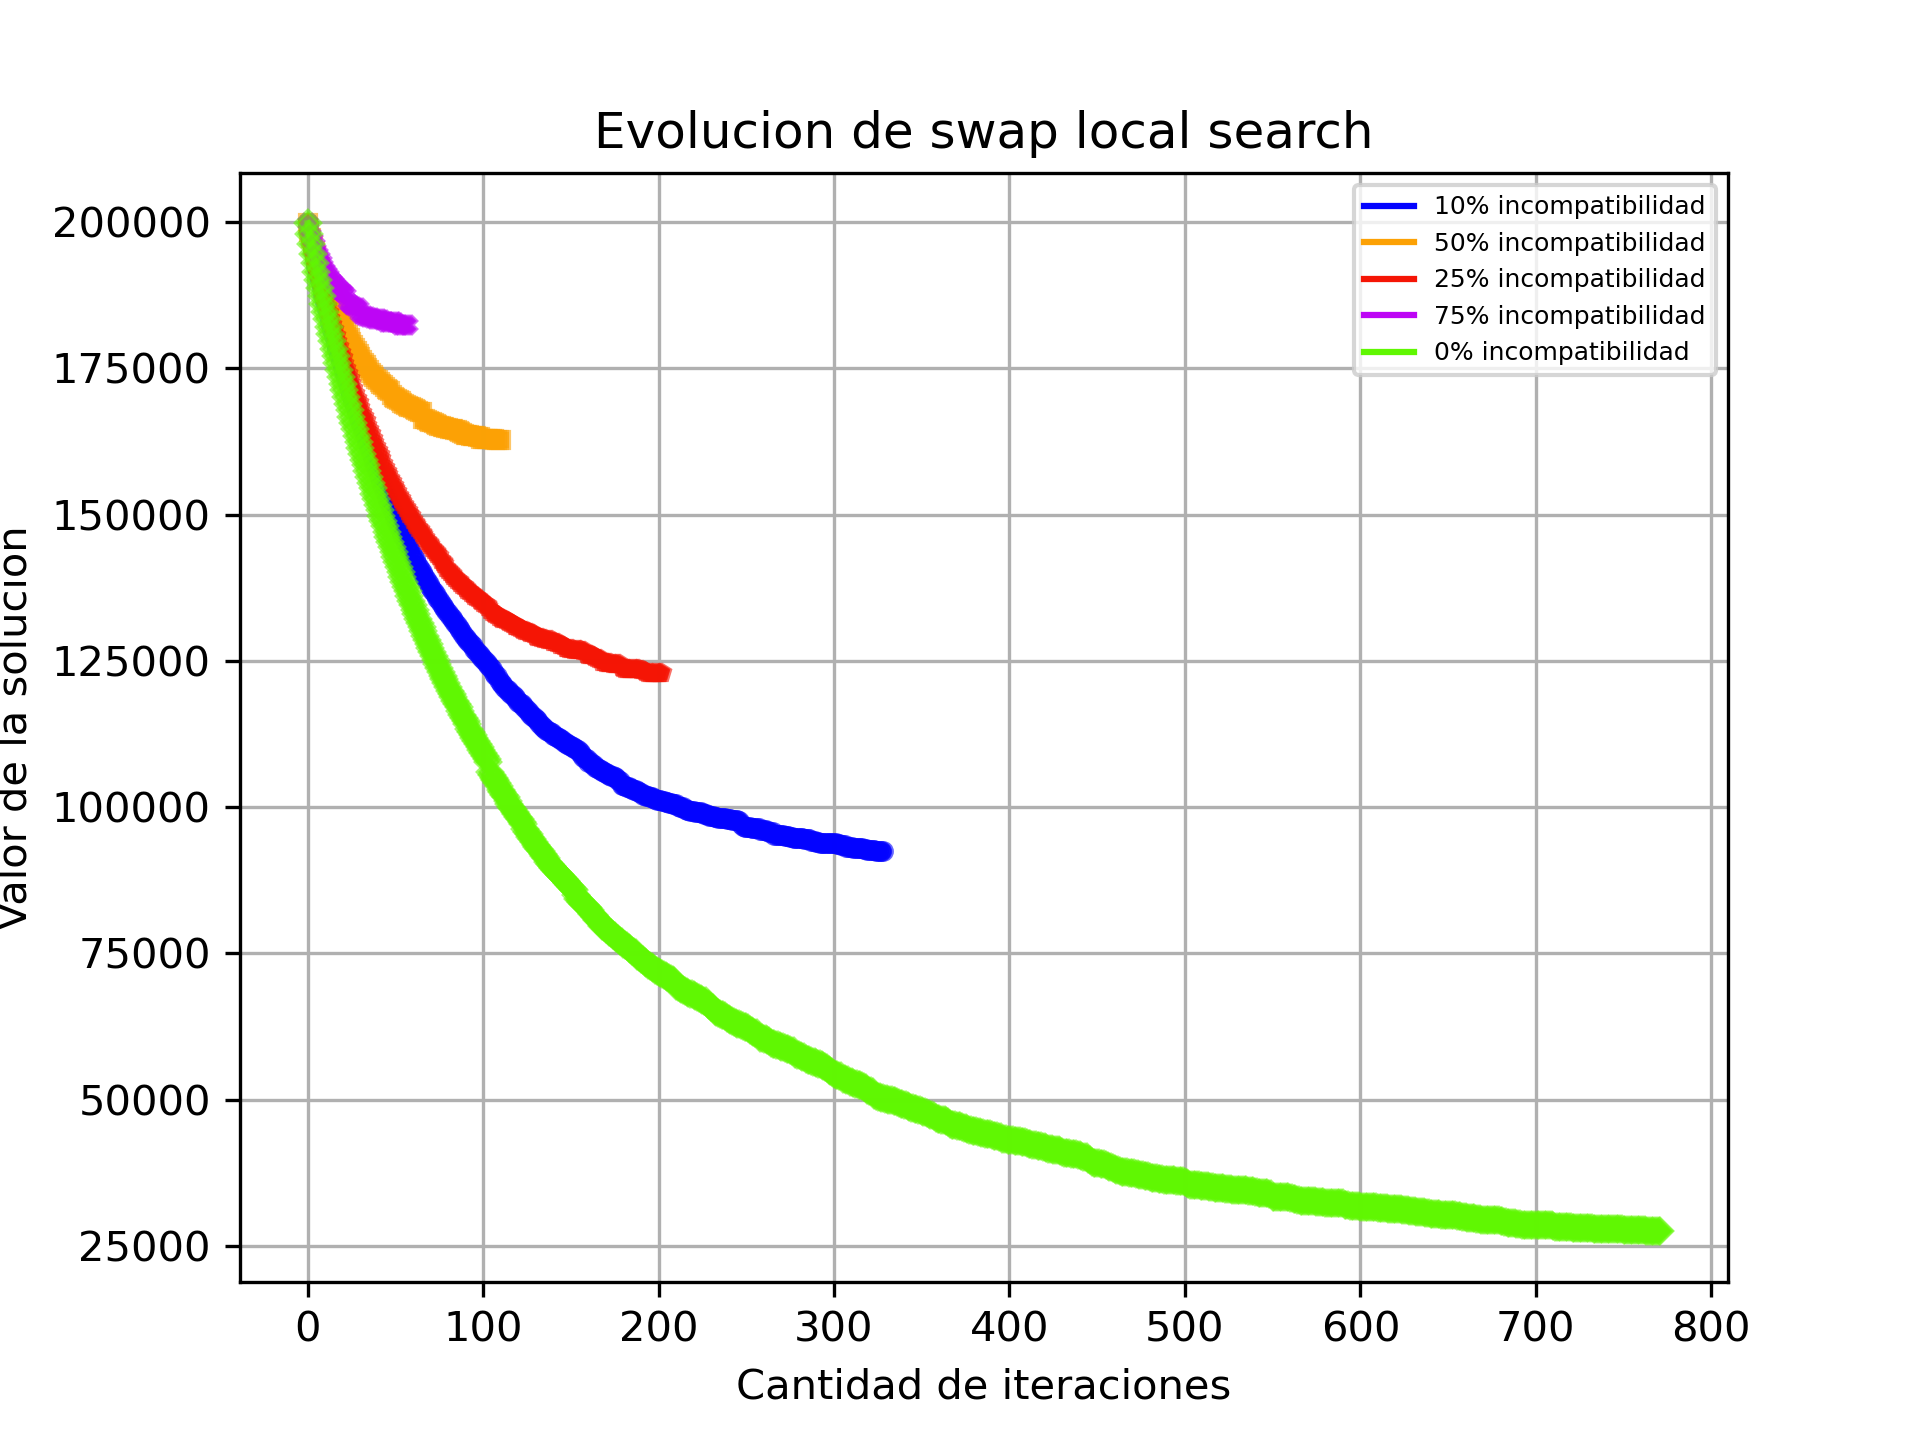 Evolucion de swap local search
10% incompatibilidad
50% incompatibilidad
25% incompatibilidad
75% incompatibilidad
0% incompatibilidad
Valor de la solucion
200000
175000
150000
125000
100000
75000
50000
25000
0 100 200 300 400 500 600 700 800
Cantidad de iteraciones